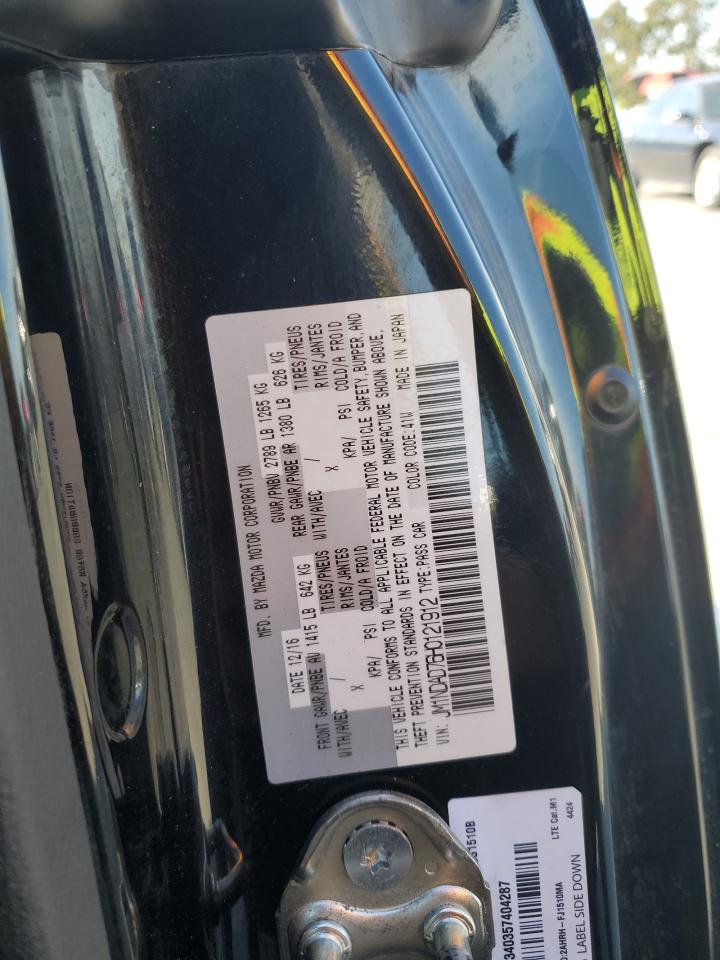 MFD. BY MAZDA MOTOR CORPORATION
DATE 12/16 GVWR/PNBV 2789 LB 1265 KG
FRONT GAWR/PNBE AV 1415 LB 642 KG REAR GAWR/PNBE AR 1380 LB 626 KG
WITH/AVEC TIRES/PNEUS WITH/AVEC TIRES/PNEUS
/ RIMS/JANTES / RIMS/JANTES
X X
KPA/ PSI COLD/A FROID KPA/ PSI COLD/A FROID
THIS VEHICLE CONFORMS TO ALL APPLICABLE FEDERAL MOTOR VEHICLE SAFETY, BUMPER, AND
THEFT PREVENTION STANDARDS IN EFFECT ON THE DATE OF MANUFACTURE SHOWN ABOVE.
VIN: JM1NDAD76H0121912 TYPE:PASS CAR COLOR CODE:41W MADE IN JAPAN
1510B
340357404287
D:2AHRH-FJ1510MA
LTE Cat.M1
4424
LABEL SIDE DOWN